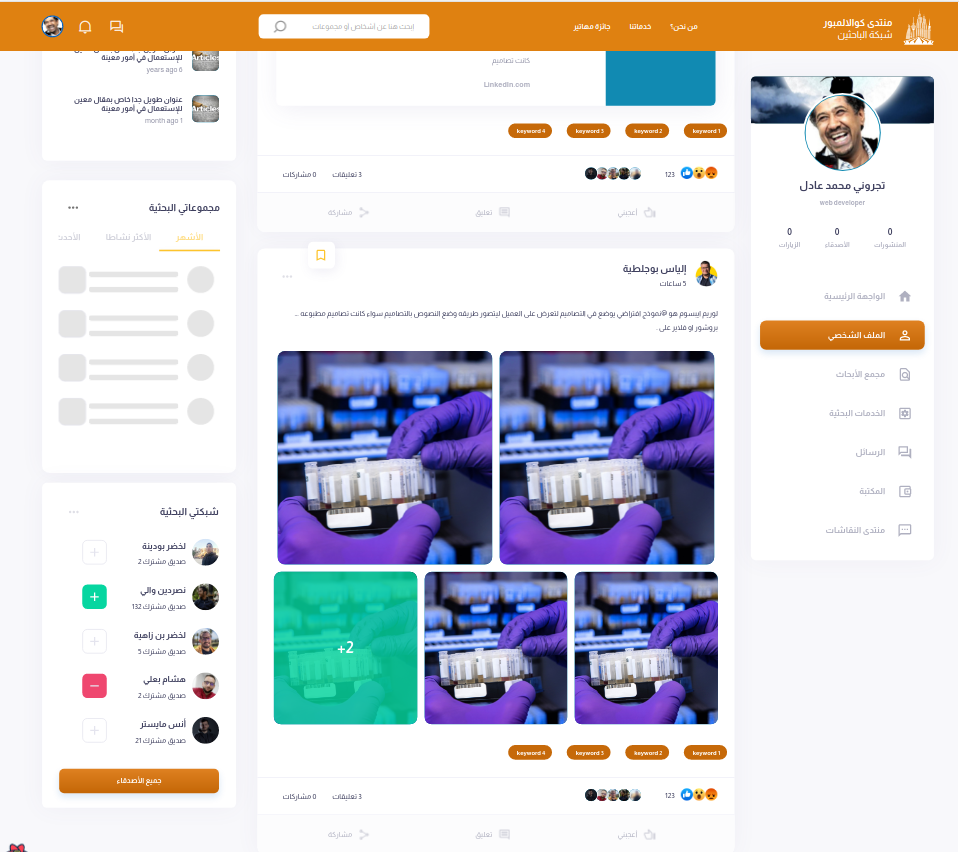 منتدى كوالالمبور
شبكة الباحثين
من نحن؟
خدماتنا
جائزة مهاتير
ابحث هنا عن أشخاص أو مجموعات
تجروني محمد عادل
web developer
0
0
0
المنشورات
الأصدقاء
الزيارات
الواجهة الرئيسية
الملف الشخصي
مجمع الأبحاث
الخدمات البحثية
الرسائل
المكتبة
منتدى النقاشات
كانت تصاميم
LinkedIn.com
keyword 1
keyword 2
keyword 3
keyword 4
123
3 تعليقات
0 مشاركات
أعجبني
تعليق
مشاركة
إلياس بوجلطية
5 ساعات
لوريم ايبسوم هو @نموذج افتراضي يوضع في التصاميم لتعرض على العميل ليتصور طريقه وضع النصوص بالتصاميم سواء كانت تصاميم مطبوعه ...
بروشور او فلاير على .
+2
keyword 1
keyword 2
keyword 3
keyword 4
123
3 تعليقات
0 مشاركات
أعجبني
تعليق
مشاركة
للإستعمال في أمور معينة
6 years ago
Articles
عنوان طويل جدا خاص بمقال معين
للإستعمال في أمور معينة
1 month ago
Articles
مجموعاتي البحثية
الأشهر
الأكثر نشاطا
الأحدث
شبكتي البحثية
لخضر بودينة
صديق مشترك 2
نصردين والي
صديق مشترك 132
لخضر بن زاهية
صديق مشترك 5
هشام بعلي
صديق مشترك 2
أنس مايستر
صديق مشترك 21
جميع الأصدقاء